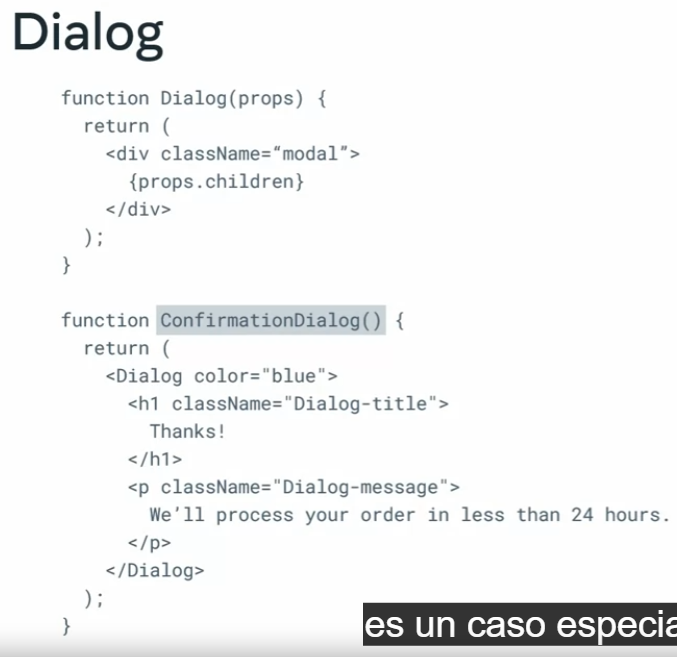 Dialog
function Dialog(props) {
return (
<div className=“modal”>
{props.children}
</div>
);
}
function ConfirmationDialog() {
return (
<Dialog color="blue">
<h1 className="Dialog-title">
Thanks!
</h1>
<p className="Dialog-message">
We'll process your order in less than 24 hours.
</p>
</Dialog>
);
}
es un caso especia